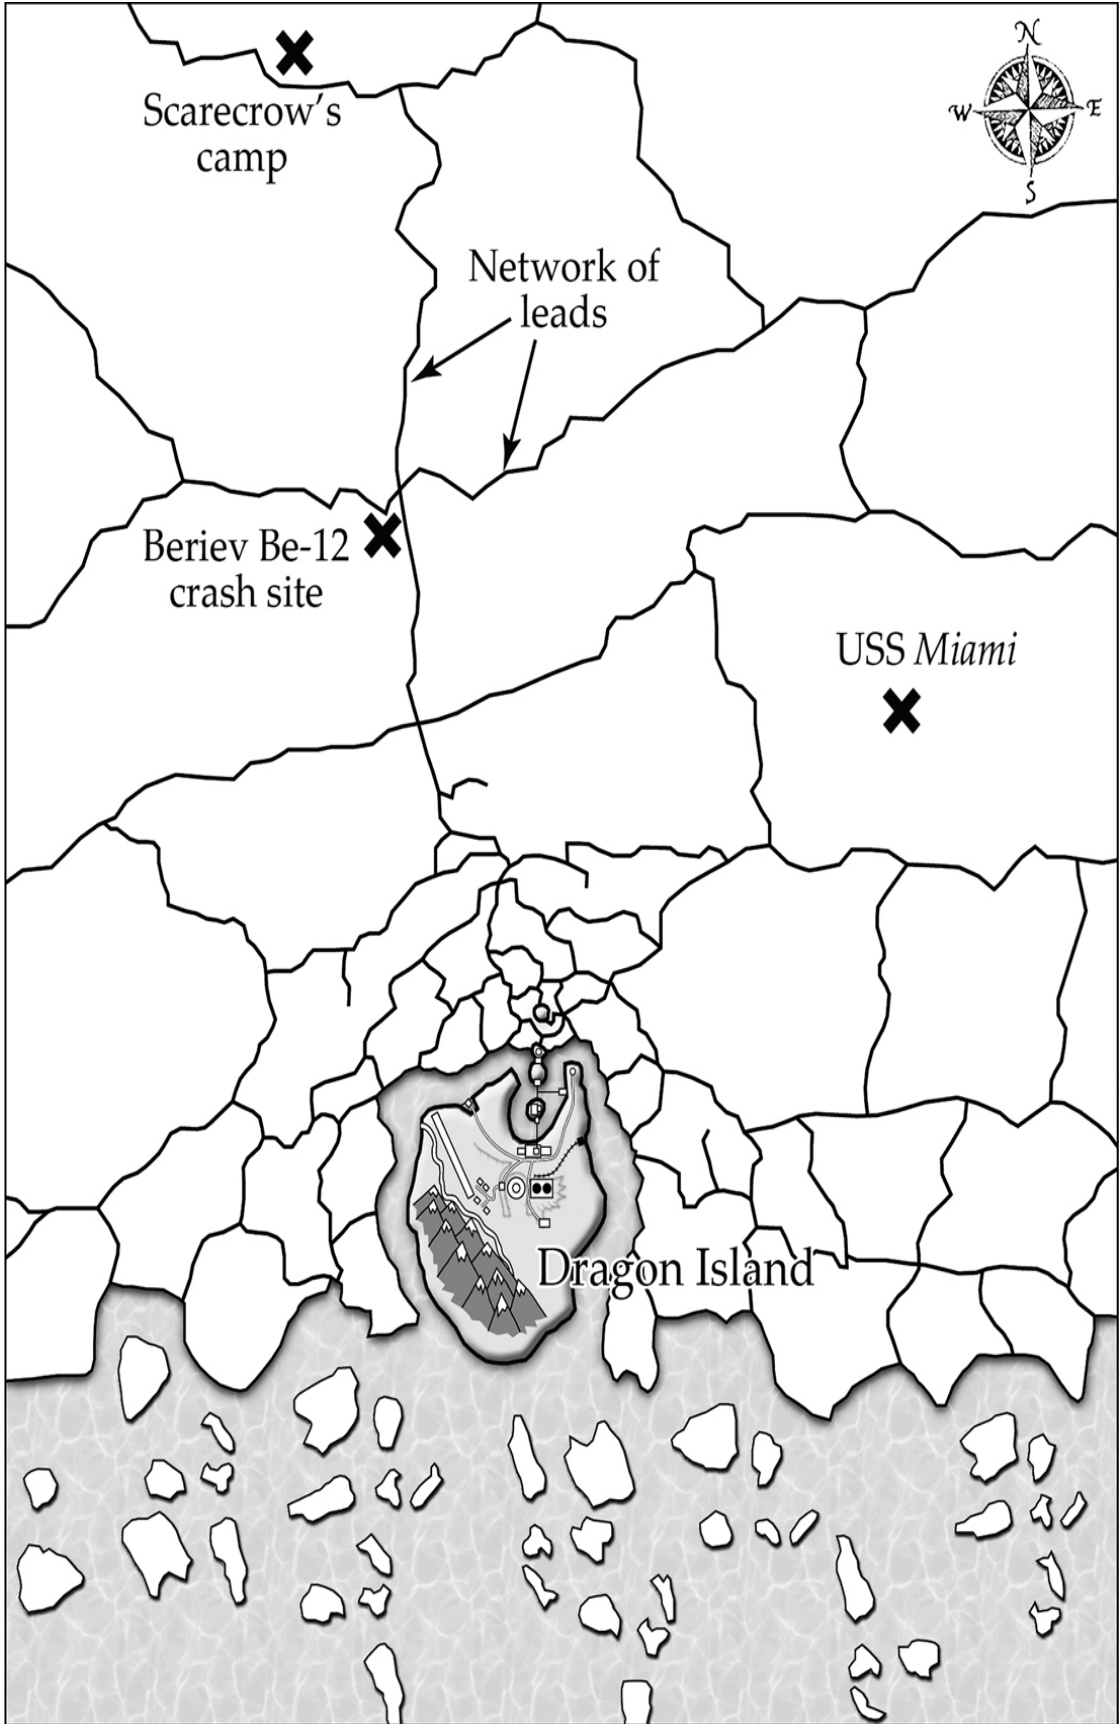 N
W
E
S
Scarecrow’s
camp
Network of
leads
Beriev Be-12
crash site
USS Miami
Dragon Island